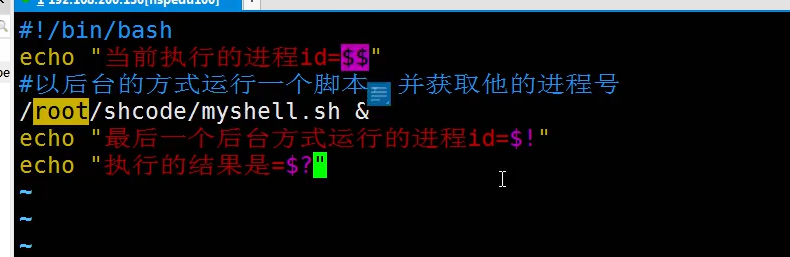 1 192.168.200.130[hspedu100]
#!/bin/bash
echo "当前执行的进程id=$$"
#以后台的方式运行一个脚本 并获取他的进程号
/root/shcode/myshell.sh &
echo "最后一个后台方式运行的进程id=$!"
echo "执行的结果是=$?"
~
~
~